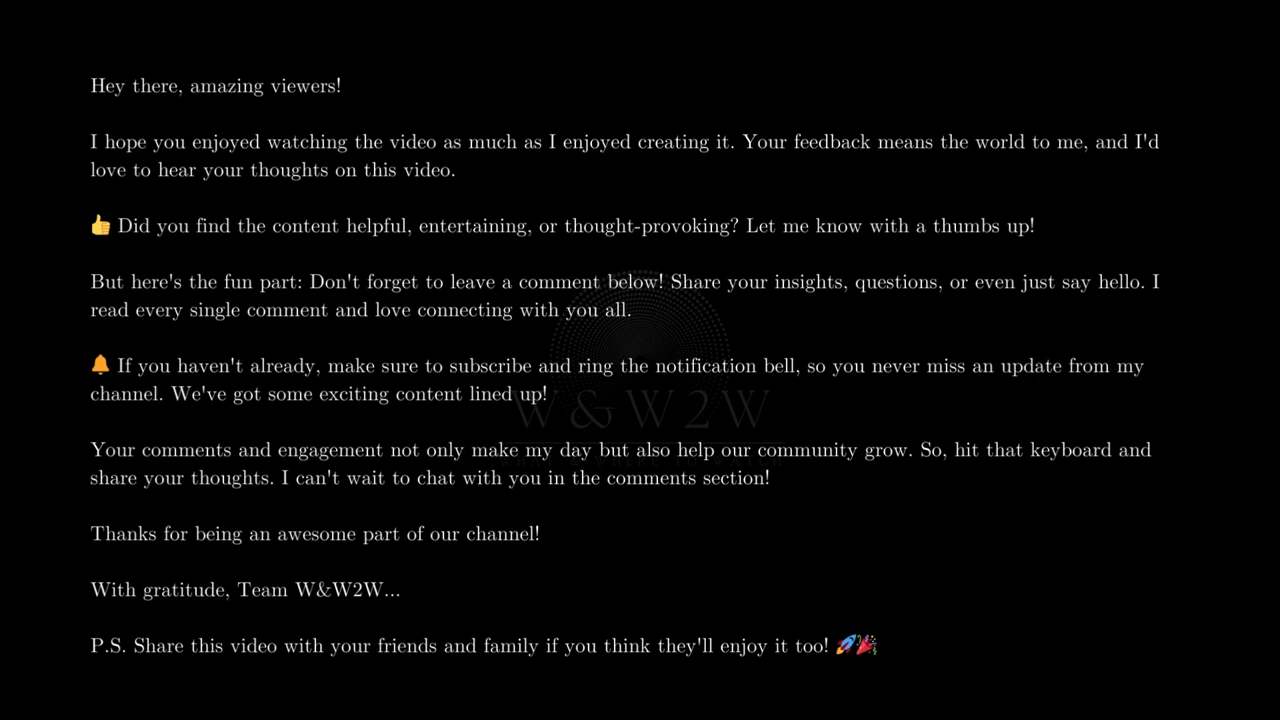 Hey there, amazing viewers!
I hope you enjoyed watching the video as much as I enjoyed creating it. Your feedback means the world to me, and I'd
love to hear your thoughts on this video.
👍 Did you find the content helpful, entertaining, or thought-provoking? Let me know with a thumbs up!
But here's the fun part: Don't forget to leave a comment below! Share your insights, questions, or even just say hello. I
read every single comment and love connecting with you all.
🔔 If you haven't already, make sure to subscribe and ring the notification bell, so you never miss an update from my
channel. We've got some exciting content lined up!
W&W2W
Your comments and engagement not only make my day but also help our community grow. So, hit that keyboard and
share your thoughts. I can't wait to chat with you in the comments section!
Thanks for being an awesome part of our channel!
With gratitude, Team W&W2W...
P.S. Share this video with your friends and family if you think they'll enjoy it too! 🚀🎉